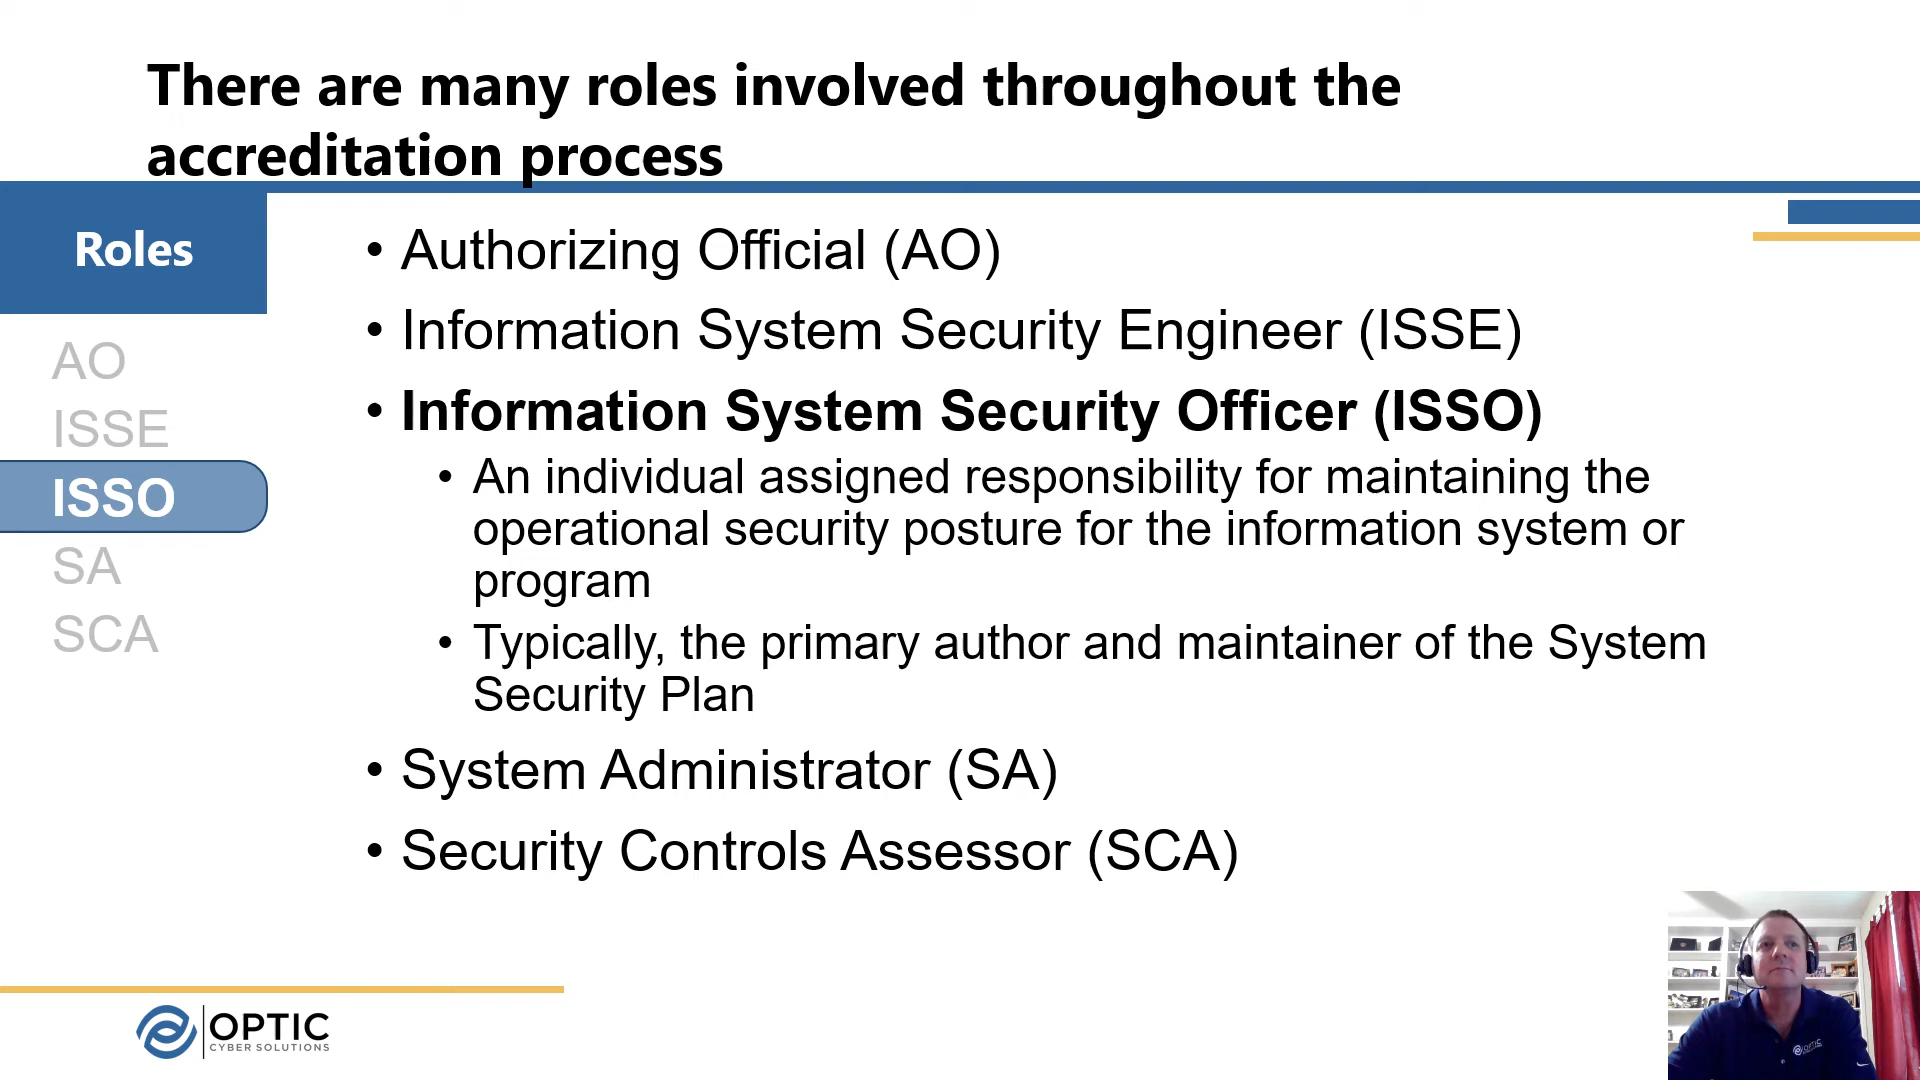 There are many roles involved throughout the
accreditation process
Roles
AO
ISSE
ISSO
SA
SCA
• Authorizing Official (AO)
• Information System Security Engineer (ISSE)
• Information System Security Officer (ISSO)
• An individual assigned responsibility for maintaining the
operational security posture for the information system or
program
• Typically, the primary author and maintainer of the System
Security Plan
• System Administrator (SA)
• Security Controls Assessor (SCA)
OPTIC
CYBER SOLUTIONS
OPTIC